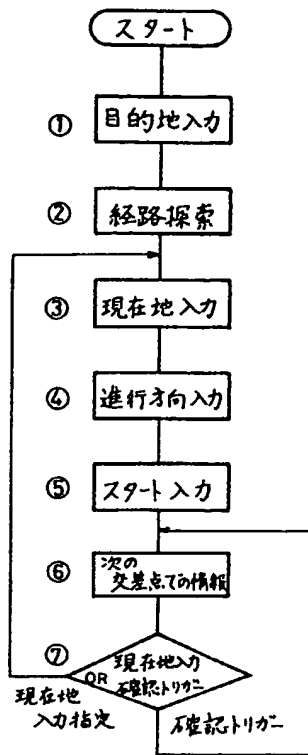 スタート
① 目的地入力
② 経路探索
③ 現在地入力
④ 進行方向入力
⑤ スタート入力
⑥ 次の
交差点での情報
⑦ 現在地入力
OR 確認トリガー
現在地
入力指定
確認トリガー